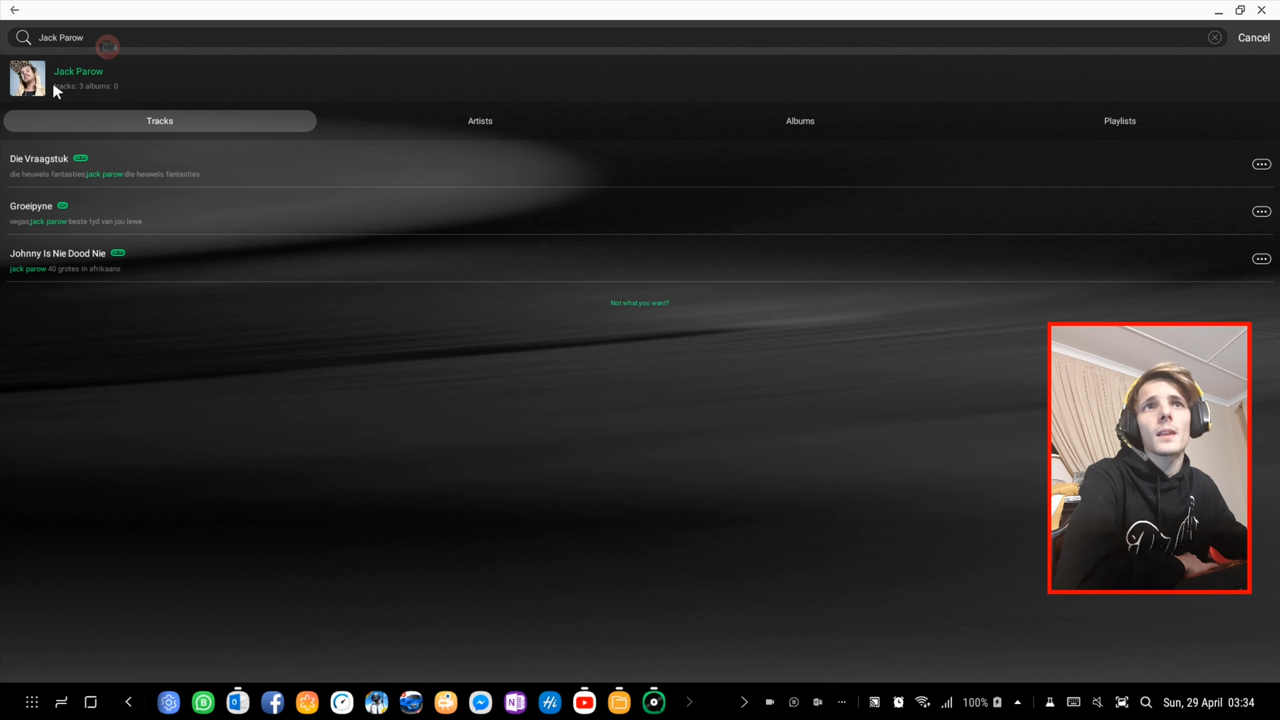 Jack Parow
Cancel
Jack Parow
tracks: 3 albums: 0
Tracks
Artists
Albums
Playlists
Die Vraagstuk
die heuwels fantasties,jack parow die heuwels fantasties
Groeipyne
vegas,jack parow beste tyd van jou lewe
Johnny Is Nie Dood Nie
jack parow 40 grotes in afrikaans
Not what you want?
100%
Sun, 29 April
03:34